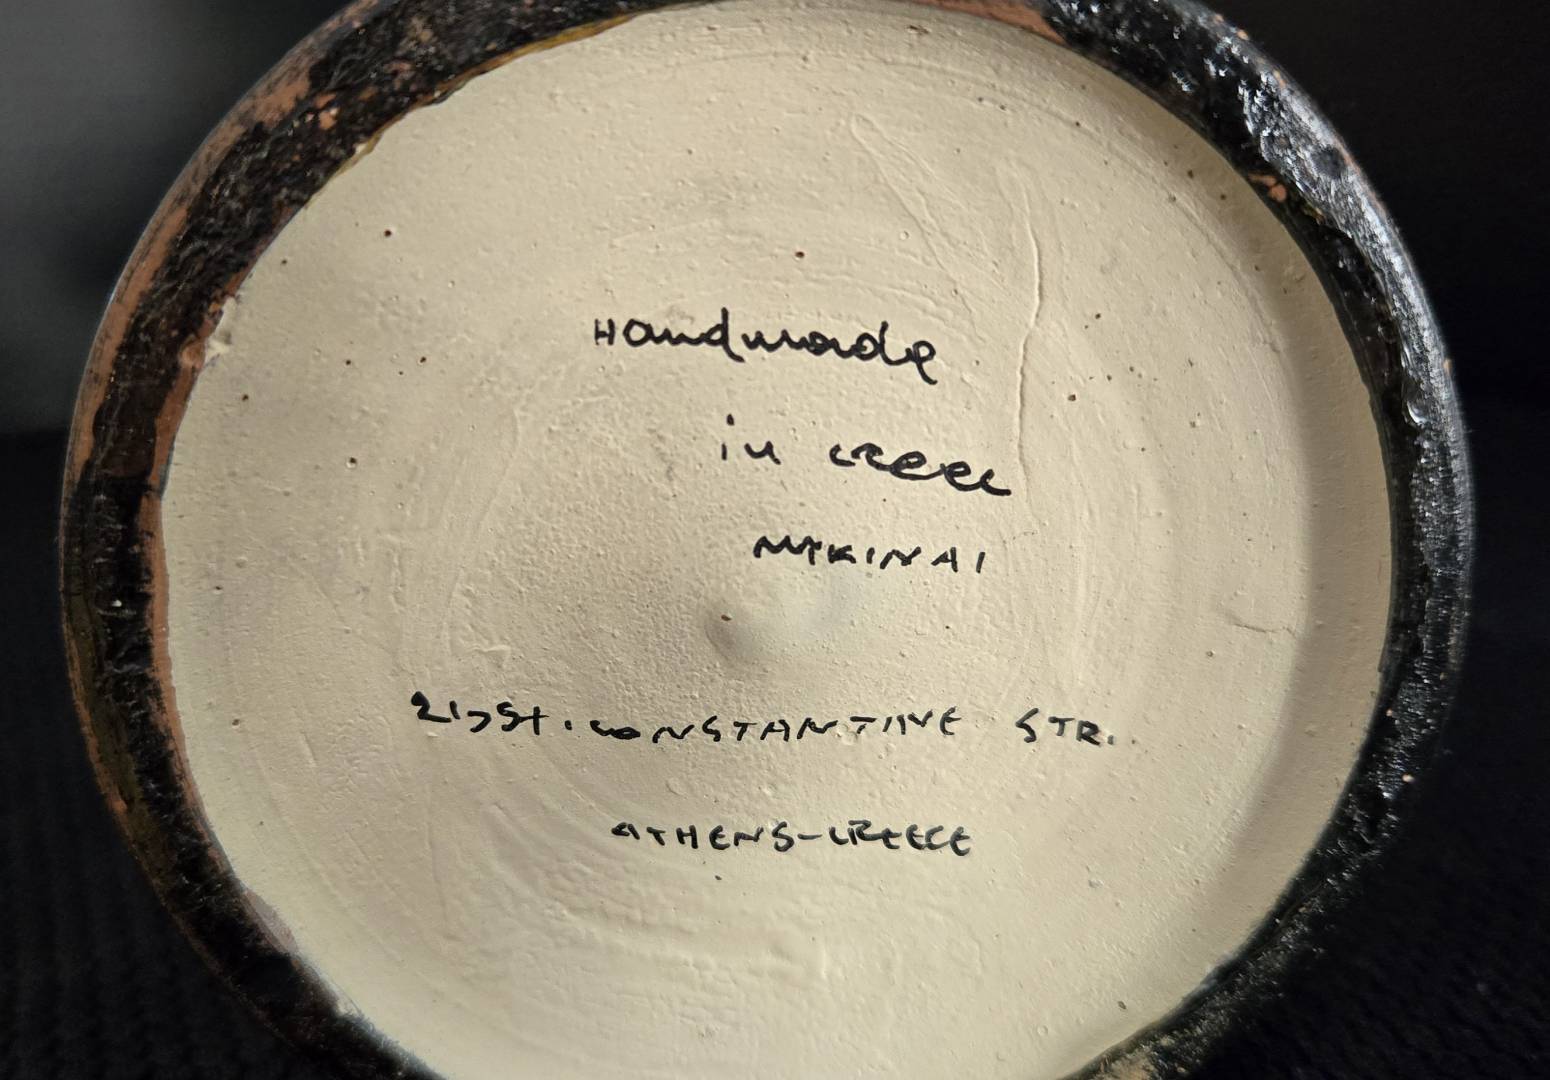 Handmade
in Greece
MYKINAI
21, St. CONSTANTINE STR.
ATHENS-GREECE